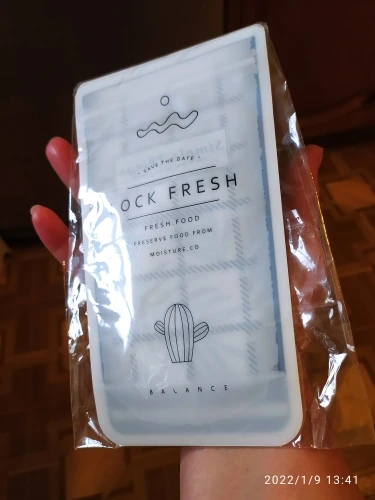 • SAVE THE DATE •
OCK FRESH
FRESH FOOD
PRESERVE FOOD FROM
MOISTURE.CO
BALANCE
2022/1/9 13:41